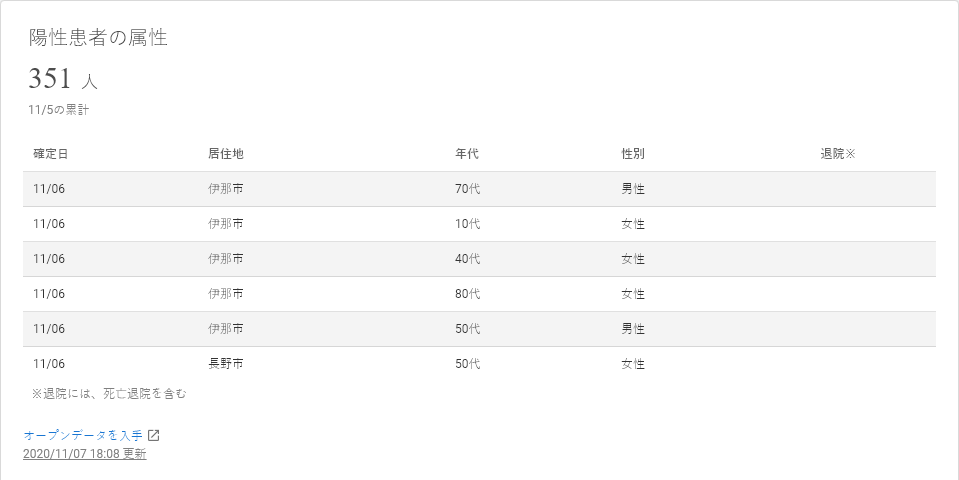 陽性患者の属性
351 人
11/5の累計
確定日 居住地 年代 性別 退院※
11/06 伊那市 70代 男性
11/06 伊那市 10代 女性
11/06 伊那市 40代 女性
11/06 伊那市 80代 女性
11/06 伊那市 50代 男性
11/06 長野市 50代 女性
※退院には、死亡退院を含む
オープンデータを入手
2020/11/07 18:08 更新